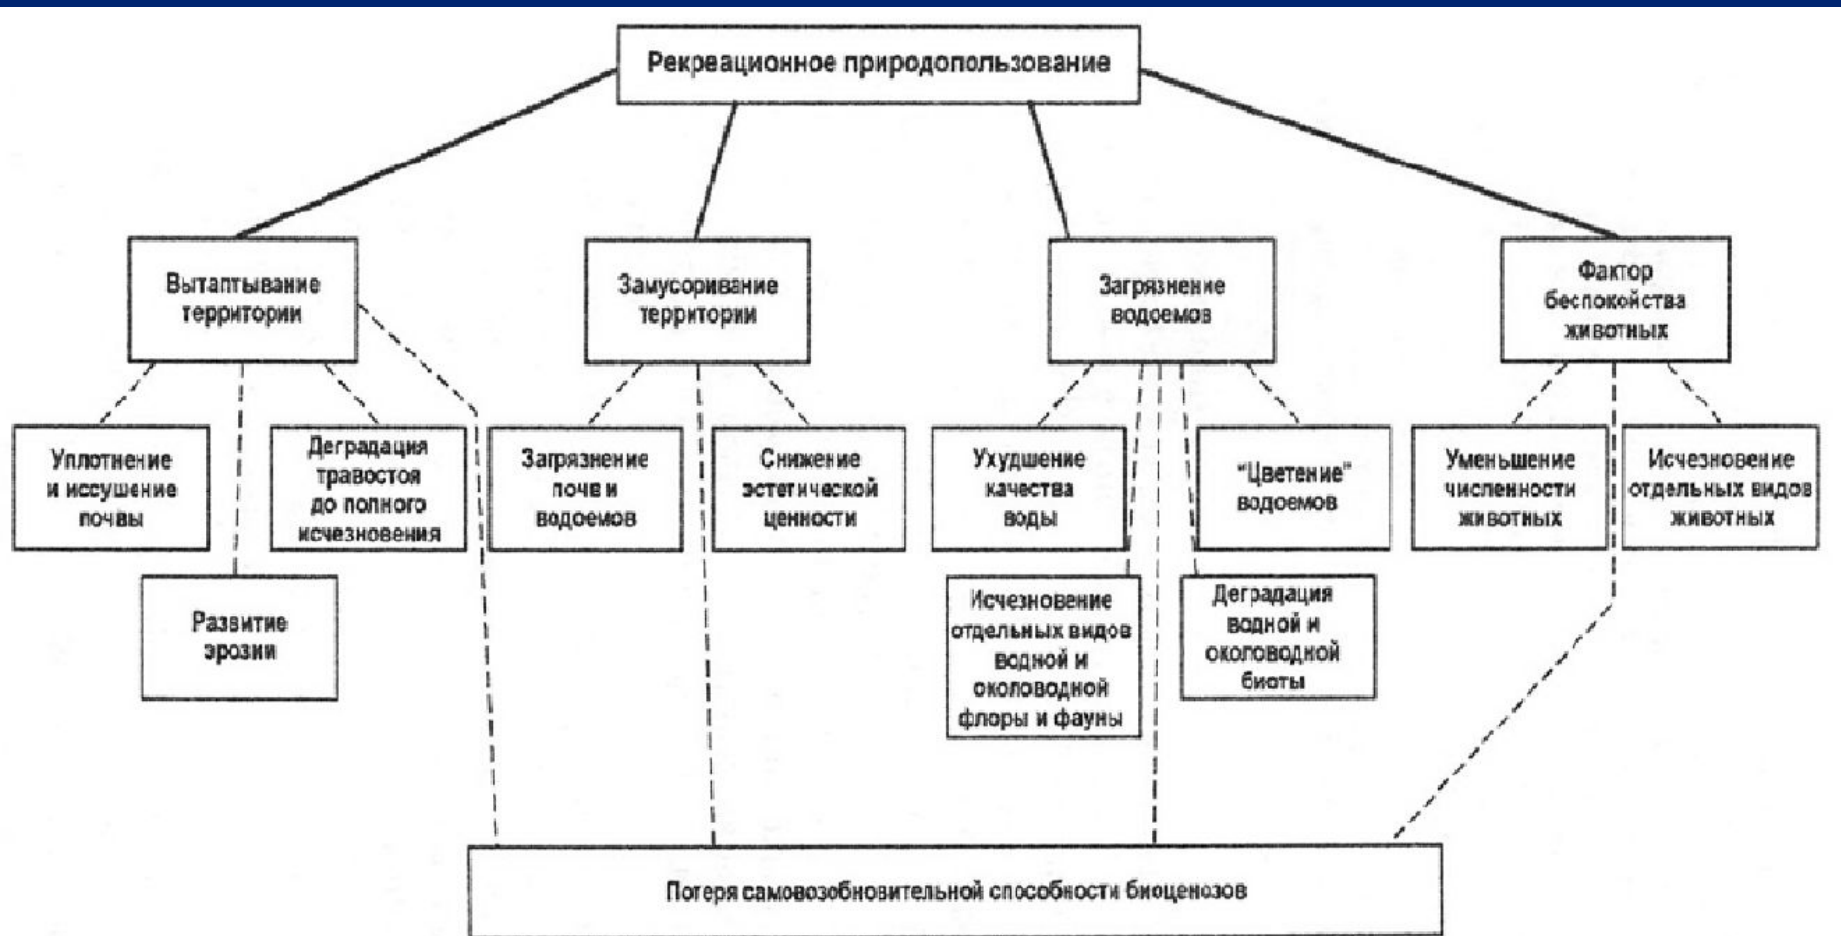 Рекреационное природопользование
Вытаптывание
территории
Замусоривание
территории
Загрязнение
водоемов
Фактор
беспокойства
животных
Уплотнение
и иссушение
почвы
Деградация
травостоя
до полного
исчезновения
Загрязнение
почв и
водоемов
Снижение
эстетической
ценности
Ухудшение
качества
воды
"Цветение"
водоемов
Уменьшение
численности
животных
Исчезновение
отдельных видов
животных
Развитие
эрозии
Исчезновение
отдельных видов
водной и
околоводной
флоры и фауны
Деградация
водной и
околоводной
биоты
Потеря самовозобновительной способности биоценозов